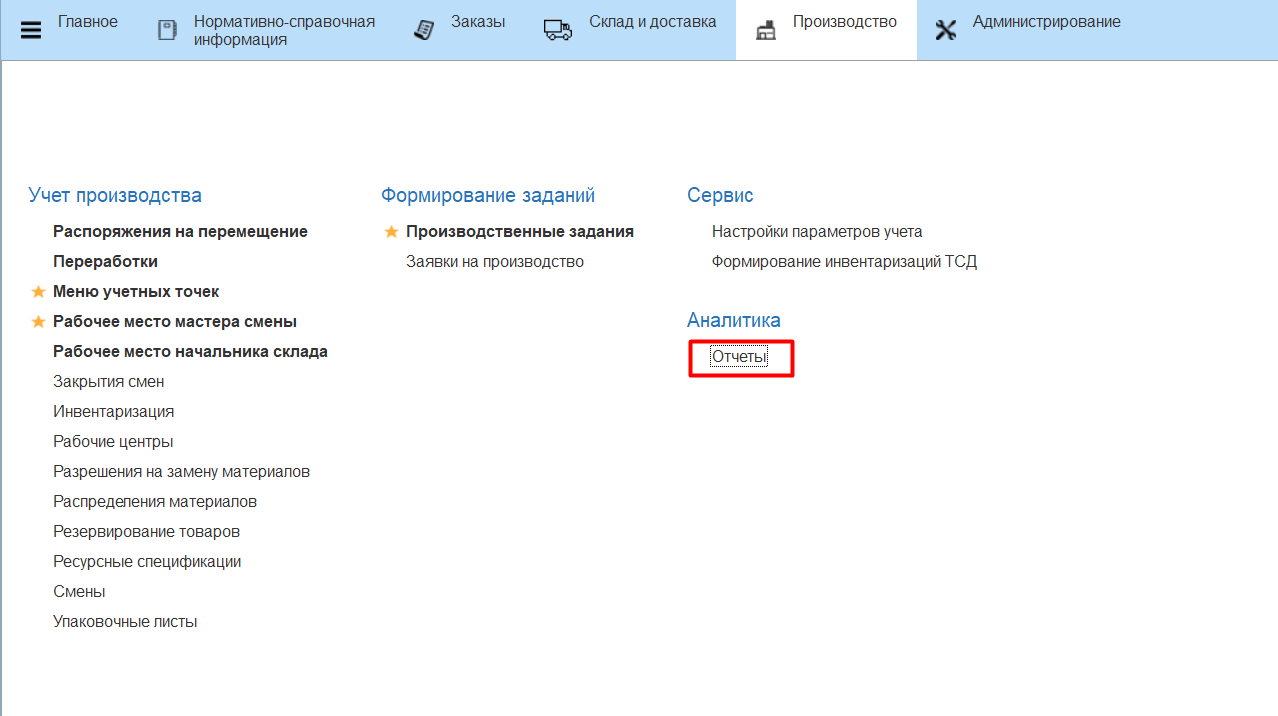 Главное
Нормативно-справочная
информация
Заказы
Склад и доставка
Производство
Администрирование
Учет производства
Распоряжения на перемещение
Переработки
Меню учетных точек
Рабочее место мастера смены
Рабочее место начальника склада
Закрытия смен
Инвентаризация
Рабочие центры
Разрешения на замену материалов
Распределения материалов
Резервирование товаров
Ресурсные спецификации
Смены
Упаковочные листы
Формирование заданий
Производственные задания
Заявки на производство
Сервис
Настройки параметров учета
Формирование инвентаризаций ТСД
Аналитика
Отчеты